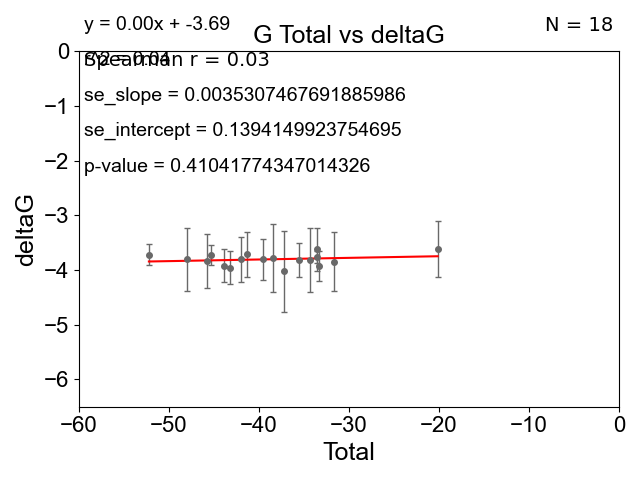 y = 0.00x + -3.69
N = 18
G Total vs deltaG
Spearman r = 0.03
se_slope = 0.0035307467691885986
se_intercept = 0.1394149923754695
p-value = 0.41041774347014326
deltaG
0
−1
−2
−3
−4
−5
−6
−60
−50
−40
−30
−20
−10
0
Total